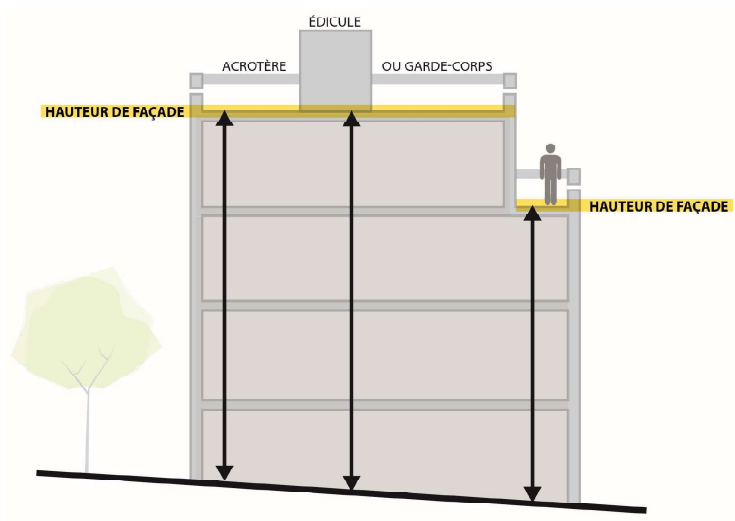 ÉDICULE
ACROTÈRE
OU GARDE-CORPS
HAUTEUR DE FAÇADE
HAUTEUR DE FAÇADE